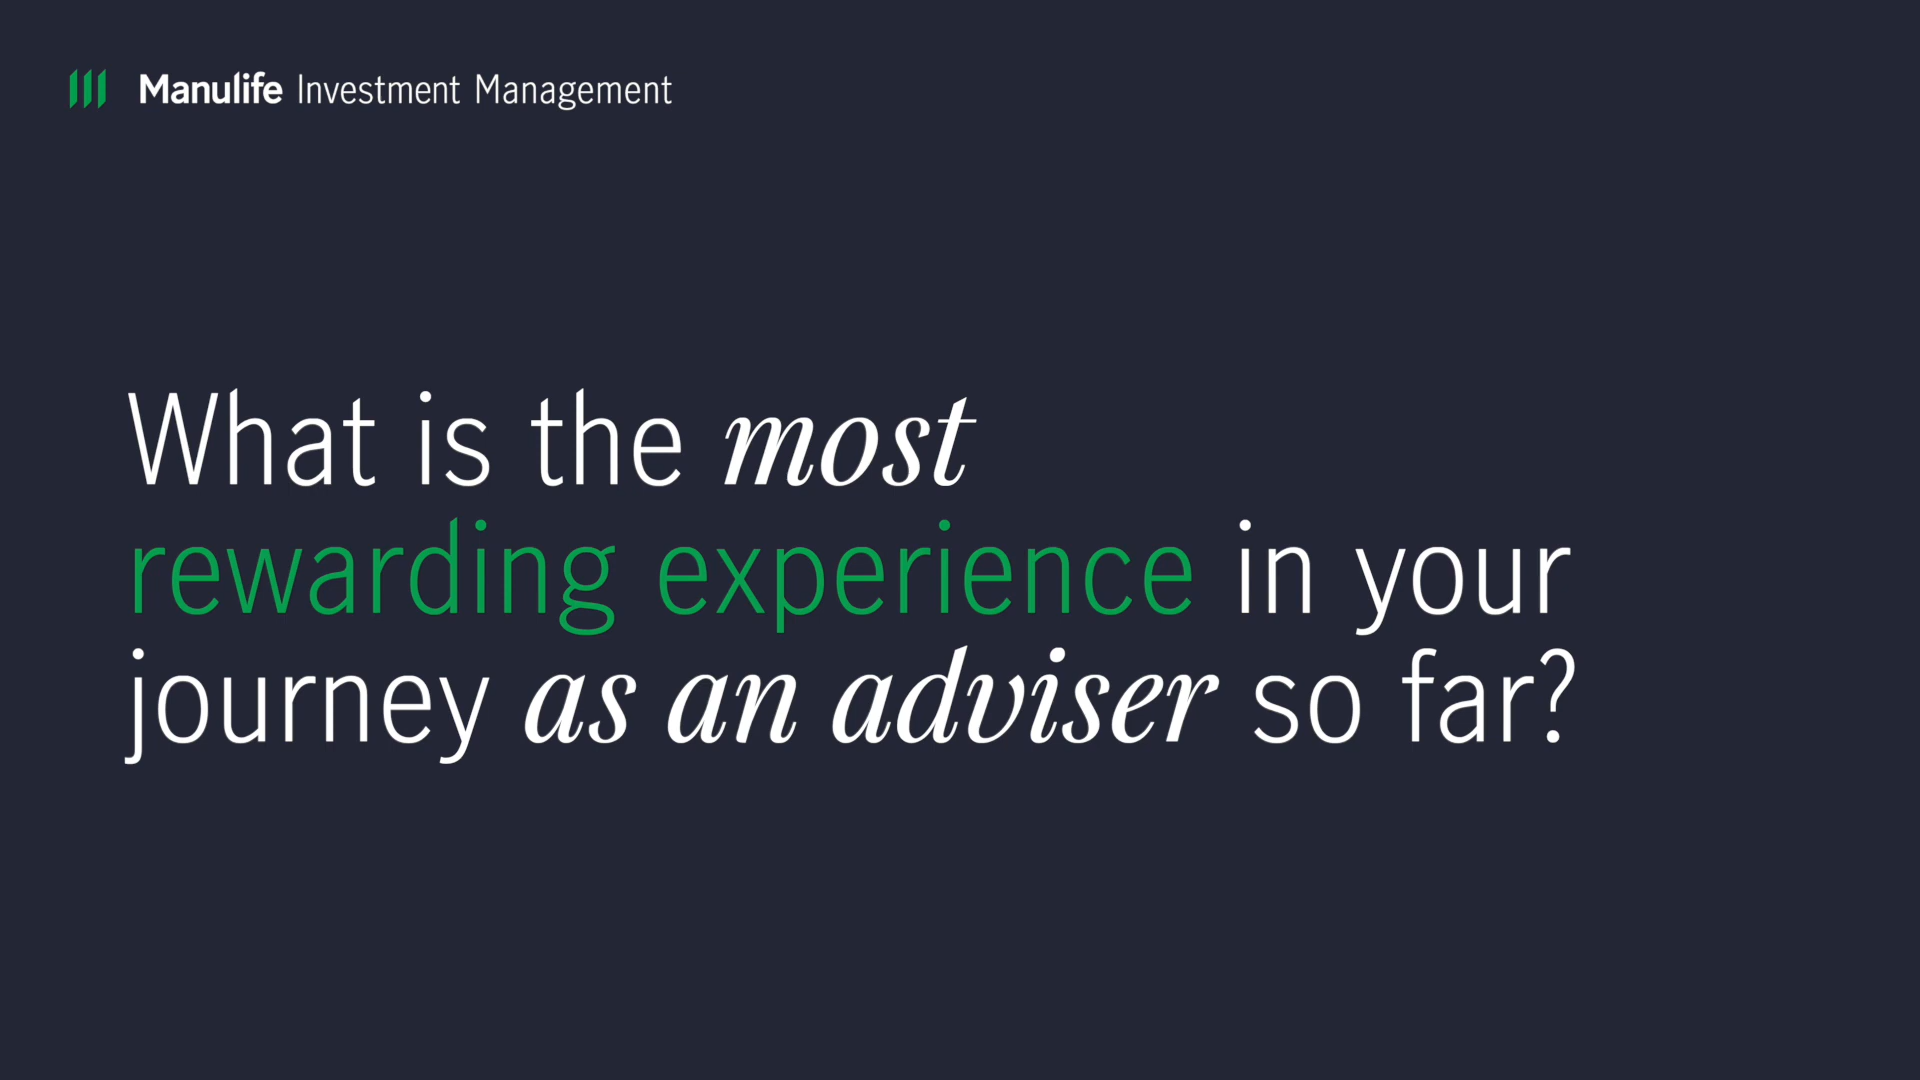 Manulife Investment Management
What is the most
rewarding experience in your
journey as an adviser so far?